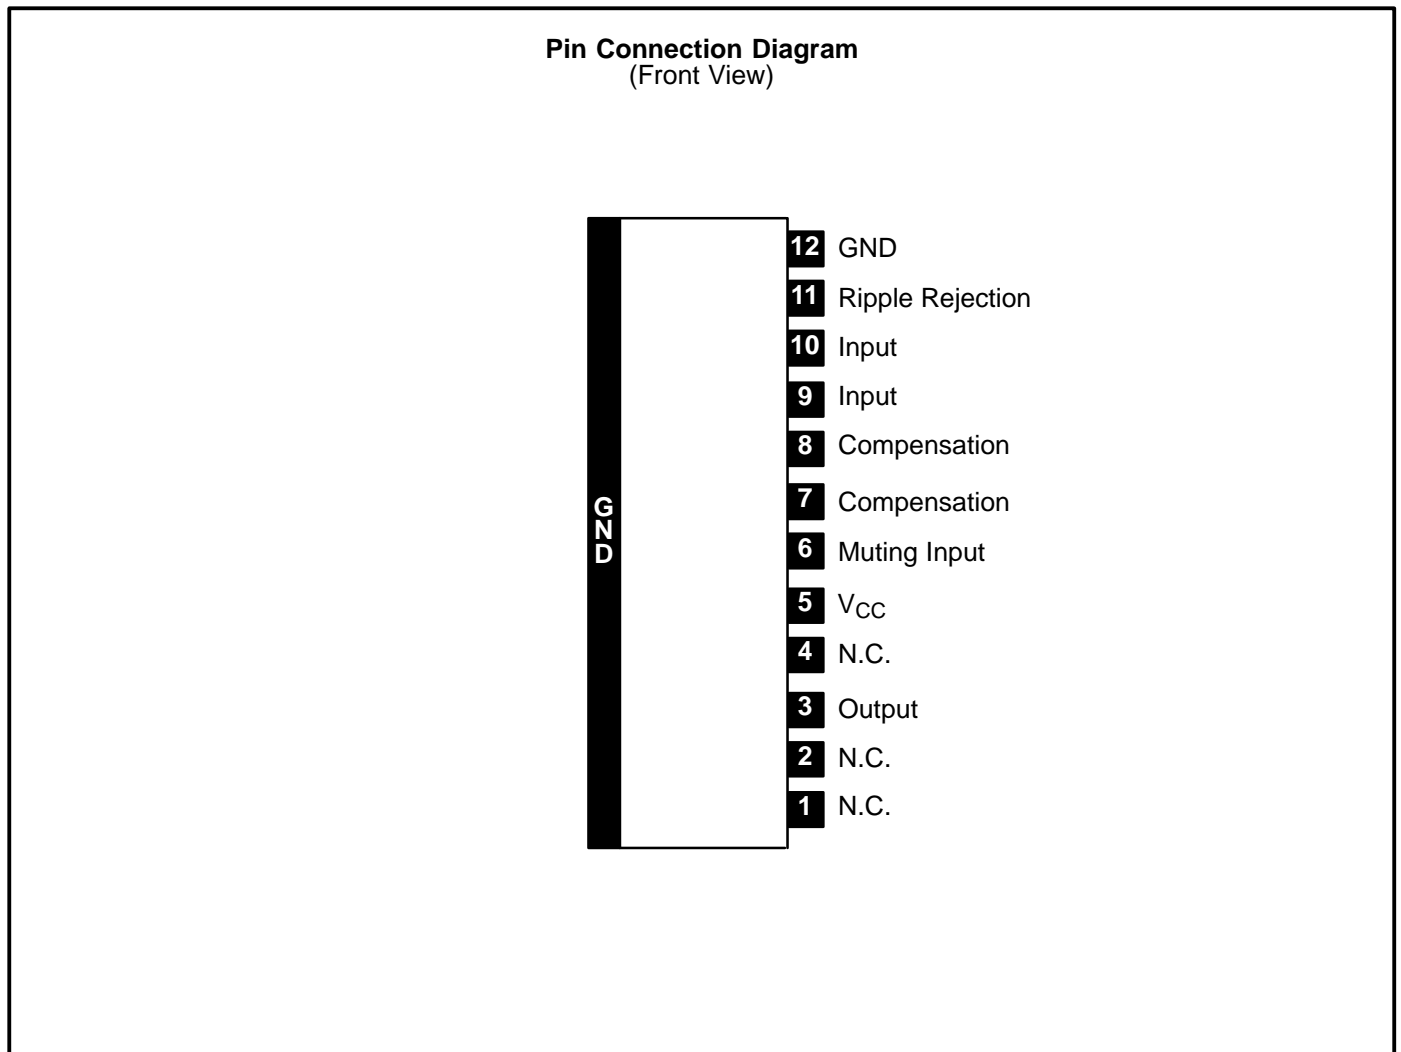 Pin Connection Diagram
(Front View)
12 GND
11 Ripple Rejection
10 Input
9 Input
8 Compensation
7 Compensation
GND
6 Muting Input
5 VCC
4 N.C.
3 Output
2 N.C.
1 N.C.